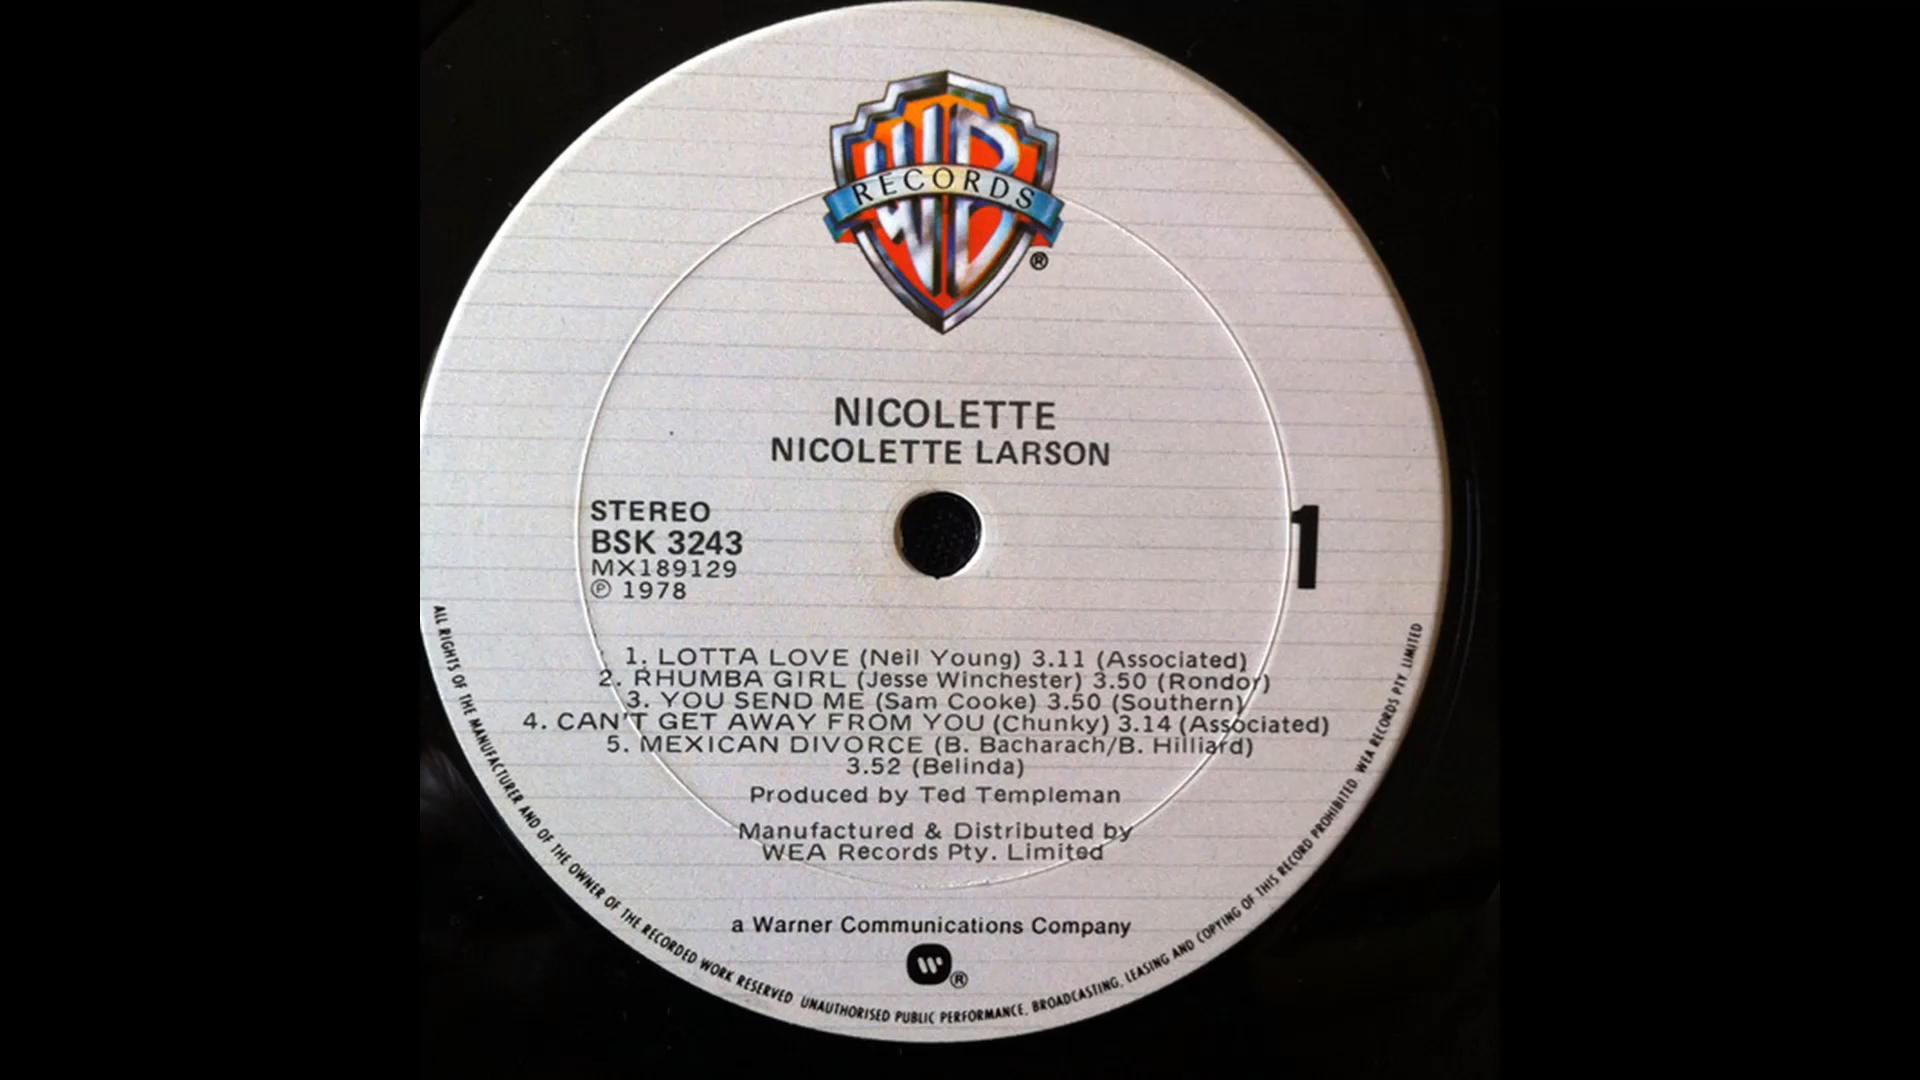 WB
RECORDS
®
NICOLETTE
NICOLETTE LARSON
STEREO
BSK 3243
MX189129
℗ 1978
1
1. LOTTA LOVE (Neil Young) 3.11 (Associated)
2. RHUMBA GIRL (Jesse Winchester) 3.50 (Rondor)
3. YOU SEND ME (Sam Cooke) 3.50 (Southern)
4. CAN'T GET AWAY FROM YOU (Chunky) 3.14 (Associated)
5. MEXICAN DIVORCE (B. Bacharach/B. Hilliard)
3.52 (Belinda)
Produced by Ted Templeman
Manufactured & Distributed by
WEA Records Pty. Limited
a Warner Communications Company
W ®
ALL RIGHTS OF THE MANUFACTURER AND OF THE OWNER OF THE RECORDED WORK RESERVED. UNAUTHORISED PUBLIC PERFORMANCE, BROADCASTING, LEASING AND COPYING OF THIS RECORD PROHIBITED. WEA RECORDS PTY. LIMITED